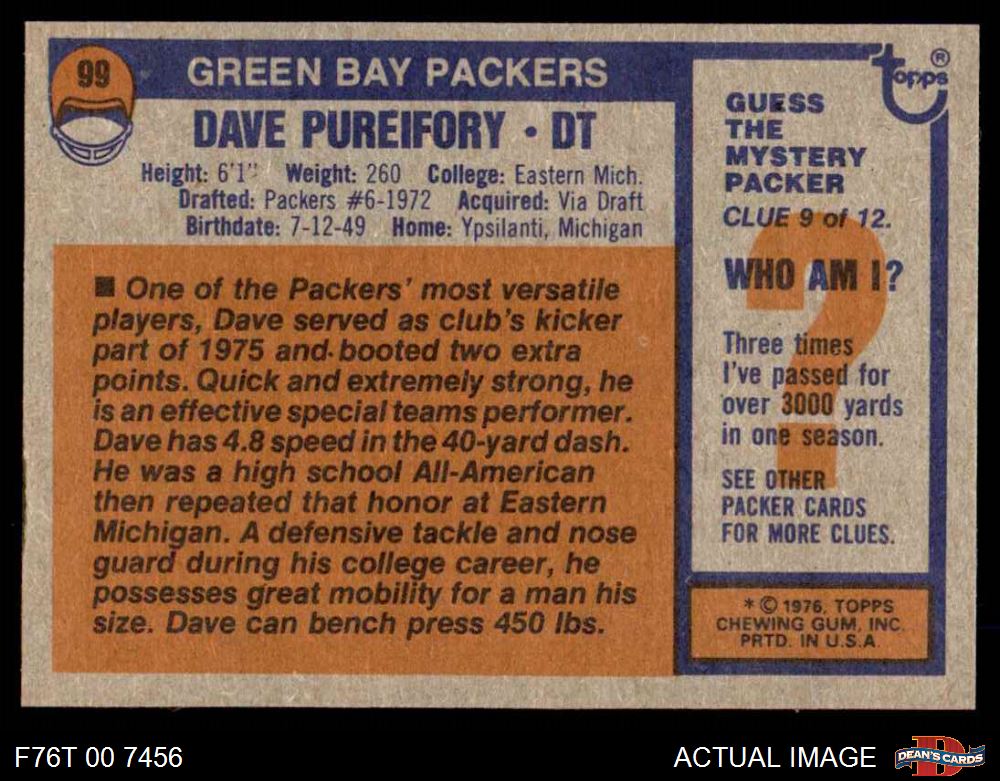 99
GREEN BAY PACKERS
DAVE PUREIFORY • DT
Height: 6'1" Weight: 260 College: Eastern Mich.
Drafted: Packers #6-1972 Acquired: Via Draft
Birthdate: 7-12-49 Home: Ypsilanti, Michigan
■ One of the Packers' most versatile
players, Dave served as club's kicker
part of 1975 and booted two extra
points. Quick and extremely strong, he
is an effective special teams performer.
Dave has 4.8 speed in the 40-yard dash.
He was a high school All-American
then repeated that honor at Eastern
Michigan. A defensive tackle and nose
guard during his college career, he
possesses great mobility for a man his
size. Dave can bench press 450 lbs.
topps®
GUESS
THE
MYSTERY
PACKER
CLUE 9 of 12.
WHO AM I?
Three times
I've passed for
over 3000 yards
in one season.
SEE OTHER
PACKER CARDS
FOR MORE CLUES.
* © 1976, TOPPS
CHEWING GUM, INC.
PRTD. IN U.S.A.
F76T 00 7456
ACTUAL IMAGE
D
DEAN'S CARDS